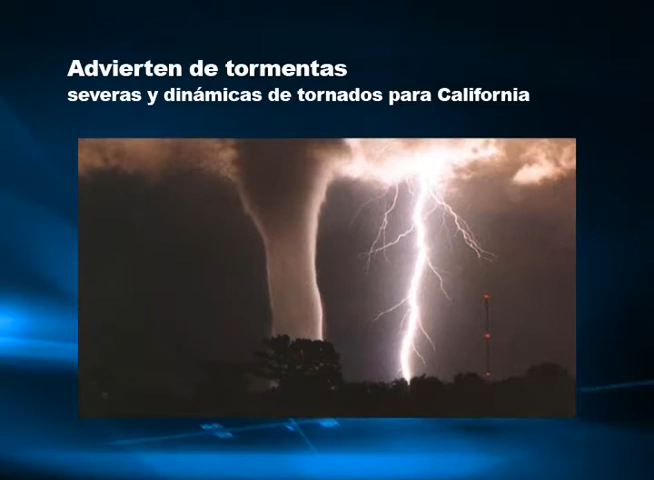 Advierten de tormentas
severas y dinámicas de tornados para California